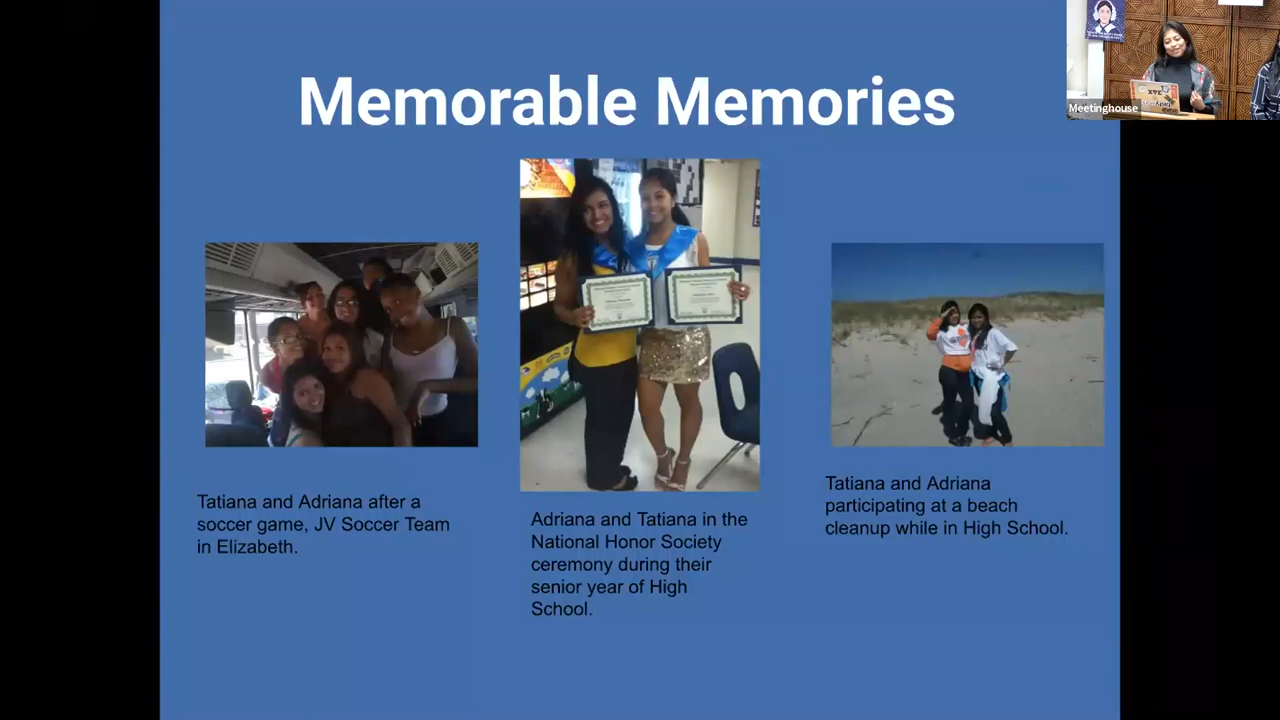 Memorable Memories
Meetinghouse
Tatiana and Adriana after a
soccer game, JV Soccer Team
in Elizabeth.
Adriana and Tatiana in the
National Honor Society
ceremony during their
senior year of High
School.
Tatiana and Adriana
participating at a beach
cleanup while in High School.